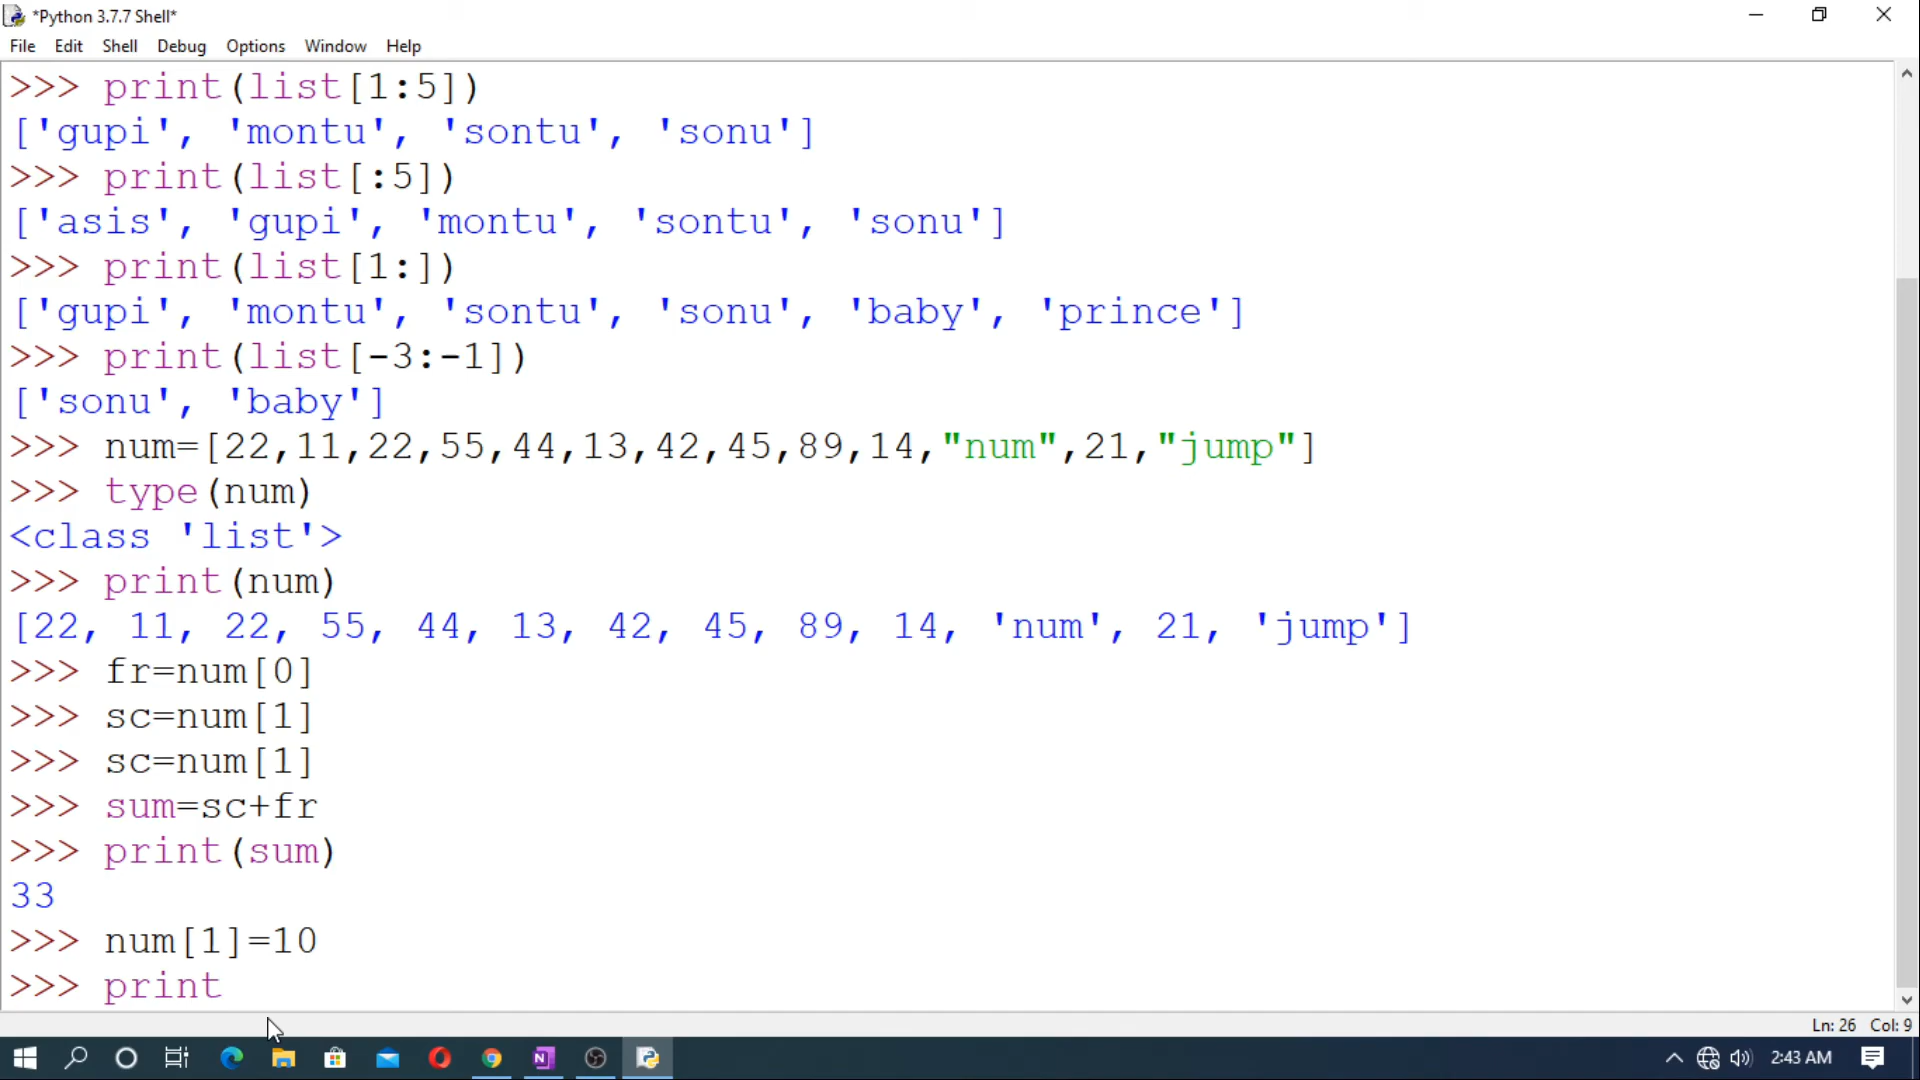 *Python 3.7.7 Shell*
File Edit Shell Debug Options Window Help
>>> print(list[1:5])
['gupi', 'montu', 'sontu', 'sonu']
>>> print(list[:5])
['asis', 'gupi', 'montu', 'sontu', 'sonu']
>>> print(list[1:])
['gupi', 'montu', 'sontu', 'sonu', 'baby', 'prince']
>>> print(list[-3:-1])
['sonu', 'baby']
>>> num=[22,11,22,55,44,13,42,45,89,14,"num",21,"jump"]
>>> type(num)
<class 'list'>
>>> print(num)
[22, 11, 22, 55, 44, 13, 42, 45, 89, 14, 'num', 21, 'jump']
>>> fr=num[0]
>>> sc=num[1]
>>> sc=num[1]
>>> sum=sc+fr
>>> print(sum)
33
>>> num[1]=10
>>> print
Ln: 26 Col: 9
2:43 AM